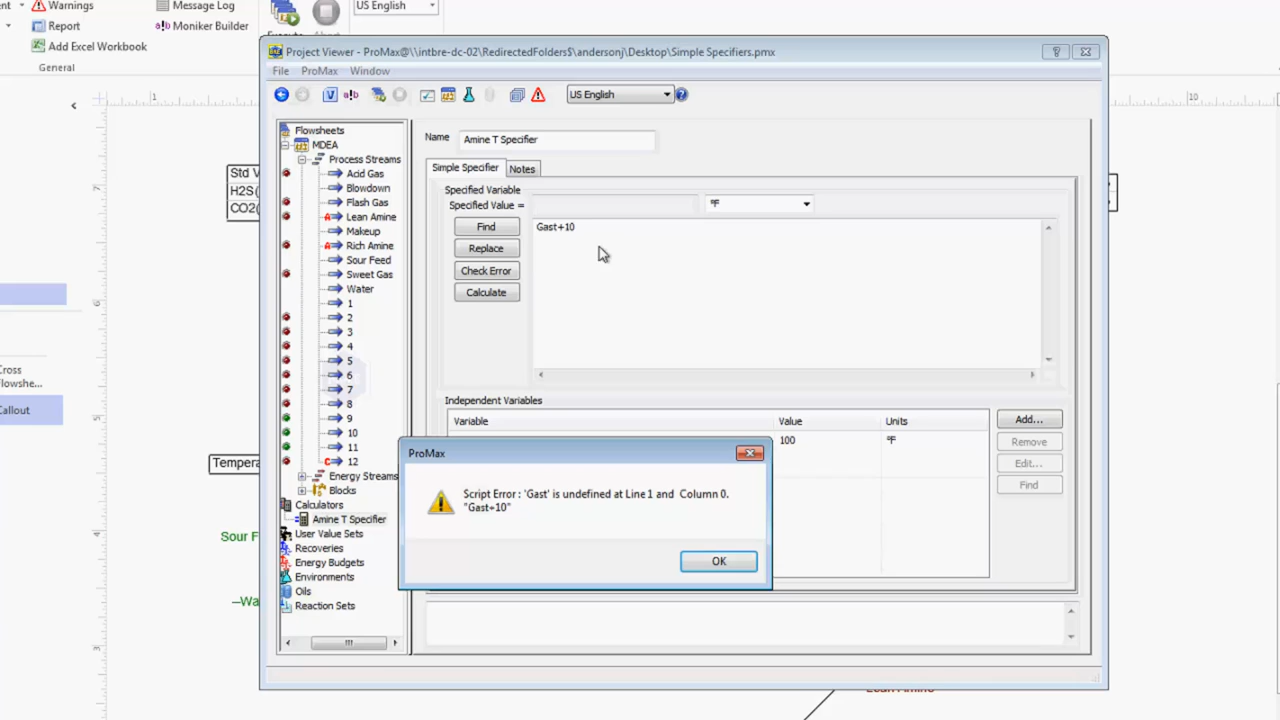 Warnings
Message Log
US English
Report
a!b Moniker Builder
Add Excel Workbook
General
Project Viewer - ProMax@\\intbre-dc-02\RedirectedFolders$\andersonj\Desktop\Simple Specifiers.pmx
File ProMax Window
US English
1
10
7
6
5
4
3
Flowsheets
MDEA
Process Streams
Acid Gas
Blowdown
Flash Gas
Lean Amine
Makeup
Rich Amine
Sour Feed
Sweet Gas
Water
1
2
3
4
5
6
7
8
9
10
11
12
Energy Streams
Blocks
Calculators
Amine T Specifier
User Value Sets
Recoveries
Energy Budgets
Environments
Oils
Reaction Sets
Name Amine T Specifier
Simple Specifier Notes
Specified Variable
Specified Value = °F
Find
Replace
Check Error
Calculate
Gast+10
Independent Variables
Variable Value Units
100 °F
Add...
Remove
Edit...
Find
ProMax
Script Error : 'Gast' is undefined at Line 1 and Column 0.
"Gast+10"
OK
Std V
H2S(
CO2(
Cross
Flowshe...
Callout
Tempera
Sour F
Wa